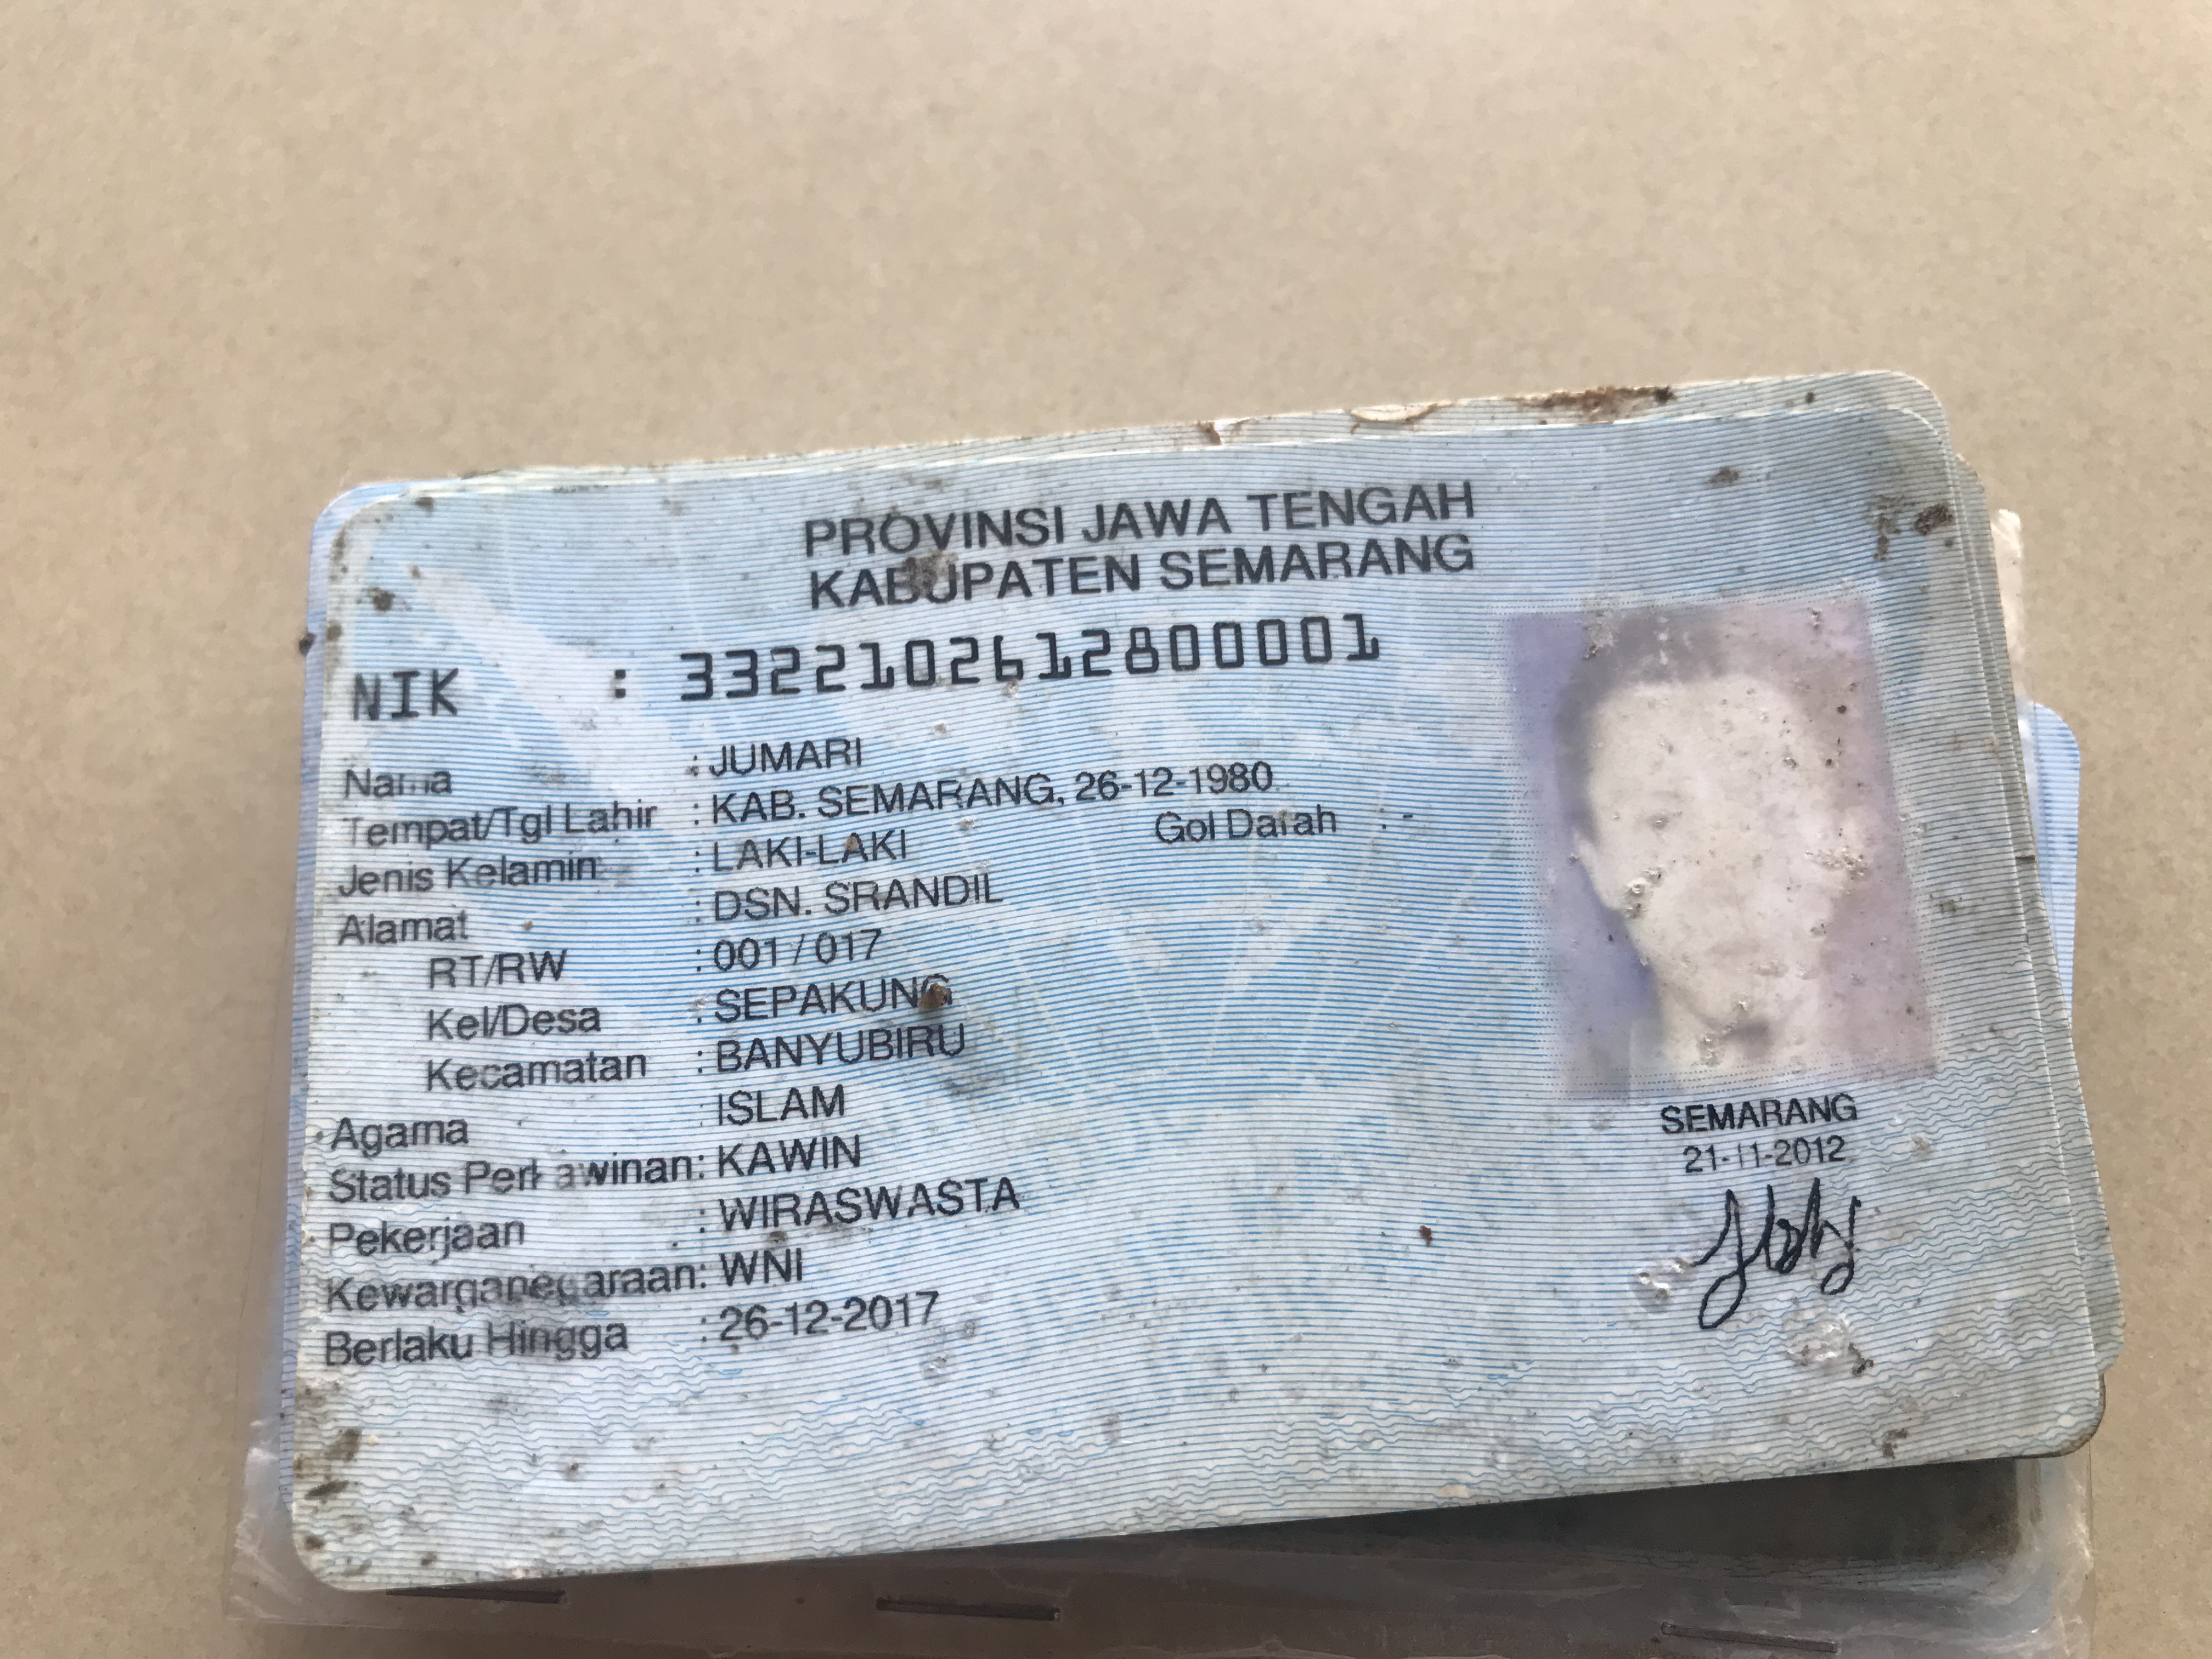 PROVINSI JAWA TENGAH
KABUPATEN SEMARANG
NIK : 3322102612800001
Nama : JUMARI
Tempat/Tgl Lahir : KAB. SEMARANG, 26-12-1980
Jenis Kelamin : LAKI-LAKI Gol Darah : -
Alamat : DSN. SRANDIL
RT/RW : 001 / 017
Kel/Desa : SEPAKUNG
Kecamatan : BANYUBIRU
Agama : ISLAM
Status Perkawinan: KAWIN
Pekerjaan : WIRASWASTA
Kewarganegaraan: WNI
Berlaku Hingga : 26-12-2017
SEMARANG
21-11-2012